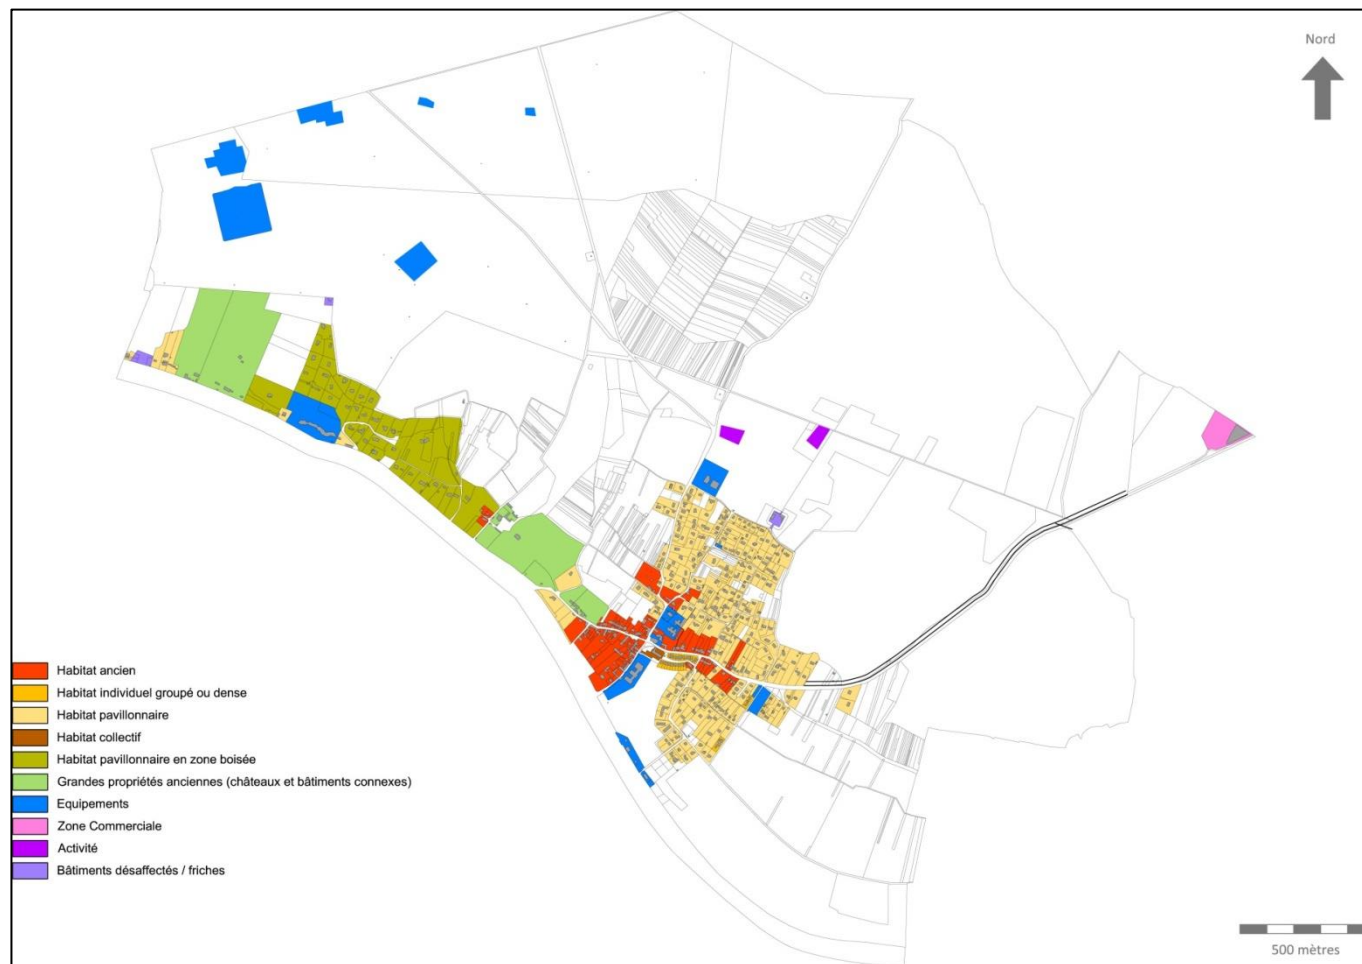 Nord
Habitat ancien
Habitat individuel groupé ou dense
Habitat pavillonnaire
Habitat collectif
Habitat pavillonnaire en zone boisée
Grandes propriétés anciennes (châteaux et bâtiments connexes)
Equipements
Zone Commerciale
Activité
Bâtiments désaffectés / friches
500 mètres